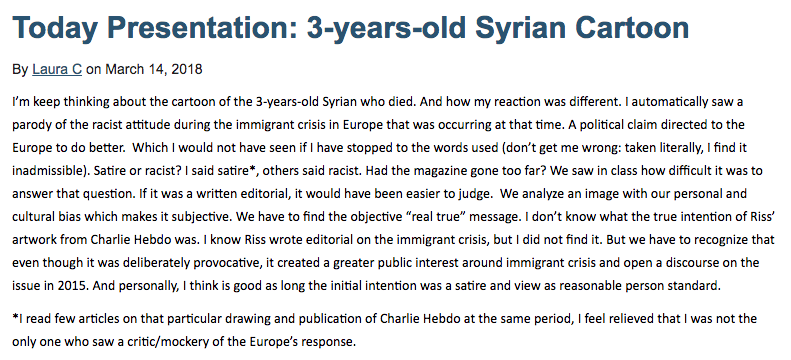 Today Presentation: 3-years-old Syrian Cartoon
By Laura C on March 14, 2018
I'm keep thinking about the cartoon of the 3-years-old Syrian who died. And how my reaction was different. I automatically saw a
parody of the racist attitude during the immigrant crisis in Europe that was occurring at that time. A political claim directed to the
Europe to do better.  Which I would not have seen if I have stopped to the words used (don't get me wrong: taken literally, I find it
inadmissible). Satire or racist? I said satire*, others said racist. Had the magazine gone too far? We saw in class how difficult it was to
answer that question. If it was a written editorial, it would have been easier to judge.  We analyze an image with our personal and
cultural bias which makes it subjective. We have to find the objective “real true” message. I don't know what the true intention of Riss'
artwork from Charlie Hebdo was. I know Riss wrote editorial on the immigrant crisis, but I did not find it. But we have to recognize that
even though it was deliberately provocative, it created a greater public interest around immigrant crisis and open a discourse on the
issue in 2015. And personally, I think is good as long the initial intention was a satire and view as reasonable person standard.
*I read few articles on that particular drawing and publication of Charlie Hebdo at the same period, I feel relieved that I was not the
only one who saw a critic/mockery of the Europe's response.